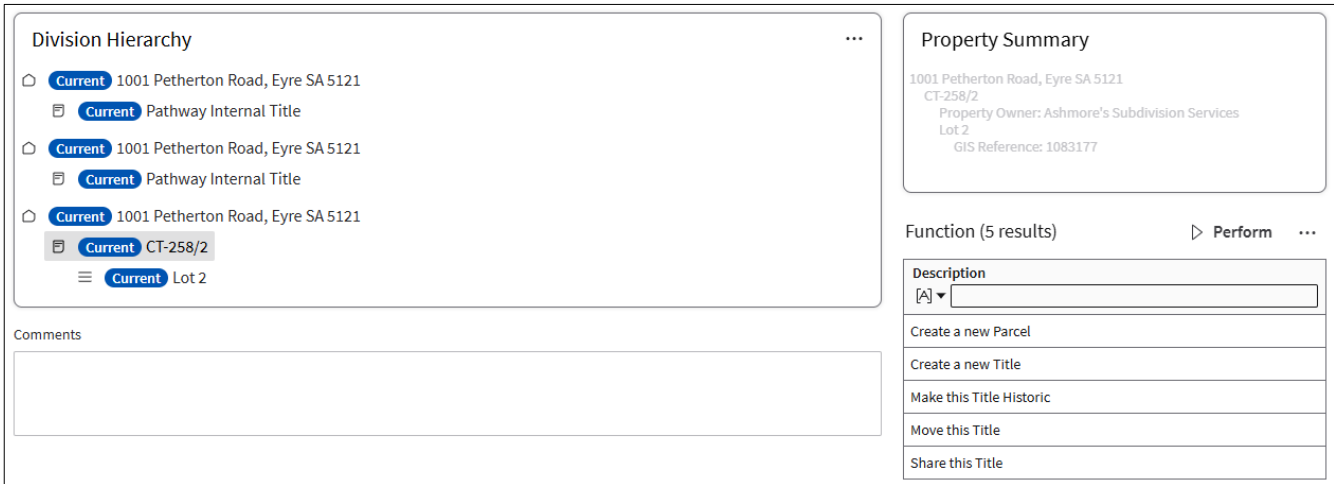 Division Hierarchy
Current 1001 Petherton Road, Eyre SA 5121
Current Pathway Internal Title
Current 1001 Petherton Road, Eyre SA 5121
Current Pathway Internal Title
Current 1001 Petherton Road, Eyre SA 5121
Current CT-258/2
Current Lot 2
Comments
Property Summary
1001 Petherton Road, Eyre SA 5121
CT-258/2
Property Owner: Ashmore's Subdivision Services
Lot 2
GIS Reference: 1083177
Function (5 results) Perform
Description
[A]
Create a new Parcel
Create a new Title
Make this Title Historic
Move this Title
Share this Title